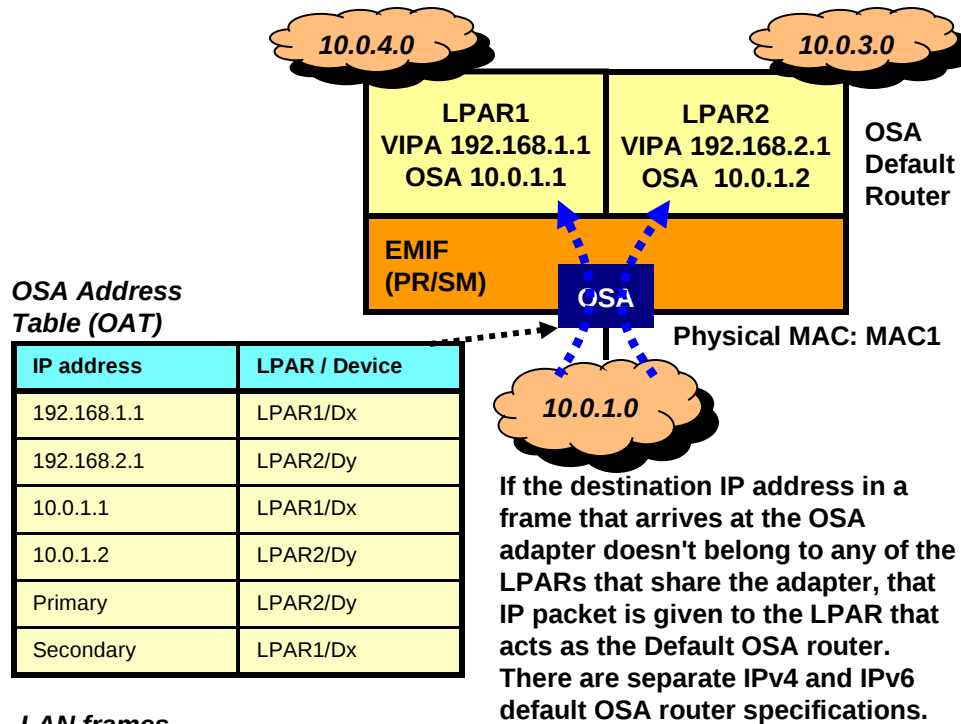 10.0.4.0
10.0.3.0
LPAR1
VIPA 192.168.1.1
OSA 10.0.1.1
LPAR2
VIPA 192.168.2.1
OSA 10.0.1.2
OSA
Default
Router
EMIF
(PR/SM)
OSA
Physical MAC: MAC1
10.0.1.0
OSA Address
Table (OAT)
IP address LPAR / Device
192.168.1.1 LPAR1/Dx
192.168.2.1 LPAR2/Dy
10.0.1.1 LPAR1/Dx
10.0.1.2 LPAR2/Dy
Primary LPAR2/Dy
Secondary LPAR1/Dx
If the destination IP address in a
frame that arrives at the OSA
adapter doesn't belong to any of the
LPARs that share the adapter, that
IP packet is given to the LPAR that
acts as the Default OSA router.
There are separate IPv4 and IPv6
default OSA router specifications.
LAN frames